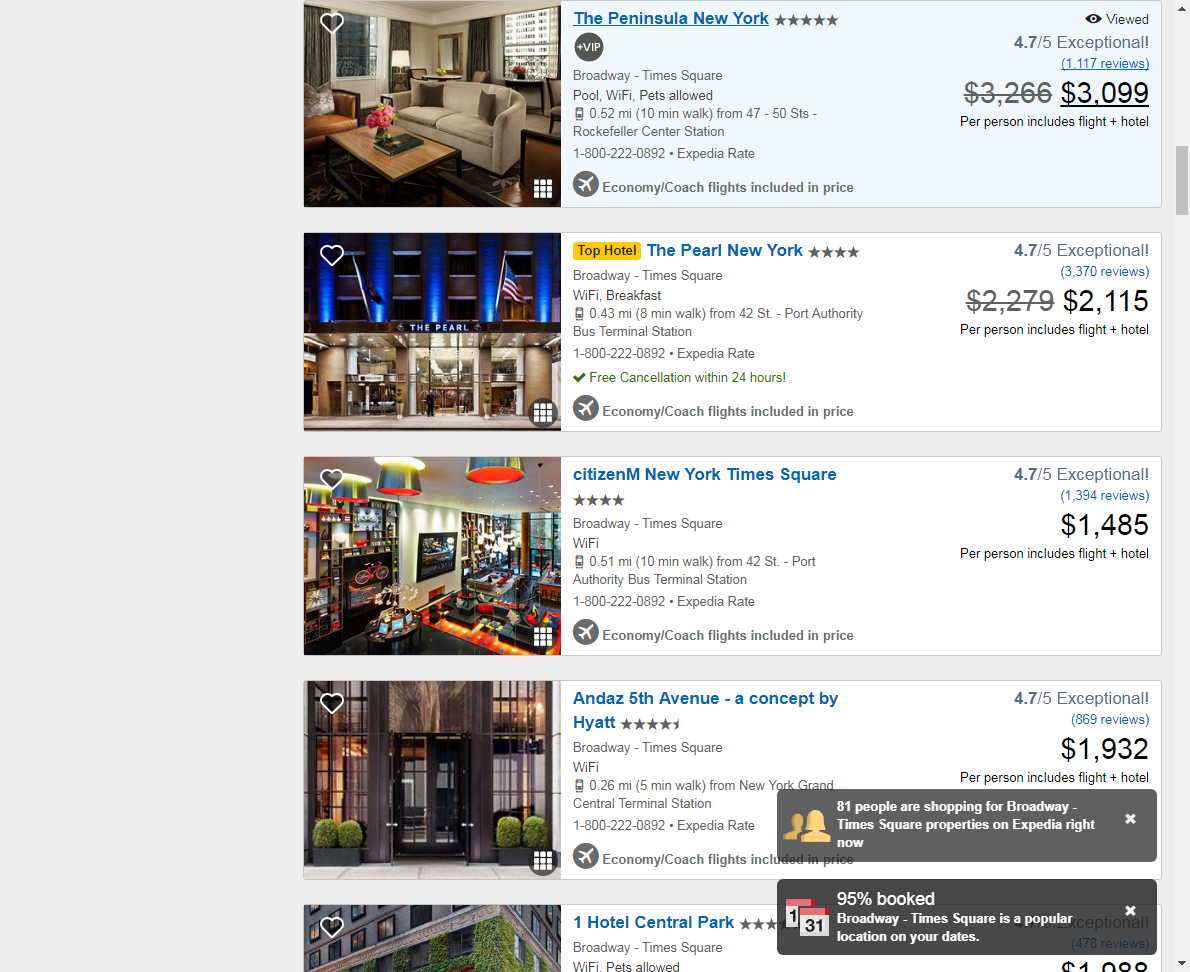 The Peninsula New York
Viewed
+VIP
4.7/5 Exceptional!
(1,117 reviews)
Broadway - Times Square
Pool, WiFi, Pets allowed
$3,266 $3,099
0.52 mi (10 min walk) from 47 - 50 Sts -
Rockefeller Center Station
Per person includes flight + hotel
1-800-222-0892 • Expedia Rate
Economy/Coach flights included in price
THE PEARL
Top Hotel The Pearl New York
4.7/5 Exceptional!
(3,370 reviews)
Broadway - Times Square
WiFi, Breakfast
$2,279 $2,115
0.43 mi (8 min walk) from 42 St. - Port Authority
Bus Terminal Station
Per person includes flight + hotel
1-800-222-0892 • Expedia Rate
Free Cancellation within 24 hours!
Economy/Coach flights included in price
citizenM New York Times Square
4.7/5 Exceptional!
(1,394 reviews)
Broadway - Times Square
WiFi
$1,485
0.51 mi (10 min walk) from 42 St. - Port
Authority Bus Terminal Station
Per person includes flight + hotel
1-800-222-0892 • Expedia Rate
Economy/Coach flights included in price
Andaz 5th Avenue - a concept by
Hyatt
4.7/5 Exceptional!
(869 reviews)
Broadway - Times Square
WiFi
$1,932
0.26 mi (5 min walk) from New York Grand
Central Terminal Station
Per person includes flight + hotel
1-800-222-0892 • Expedia Rate
Economy/Coach flights included in price
81 people are shopping for Broadway -
Times Square properties on Expedia right
now
1 Hotel Central Park
Exceptional!
(478 reviews)
Broadway - Times Square
WiFi, Pets allowed
$1,988
1
31
95% booked
Broadway - Times Square is a popular
location on your dates.